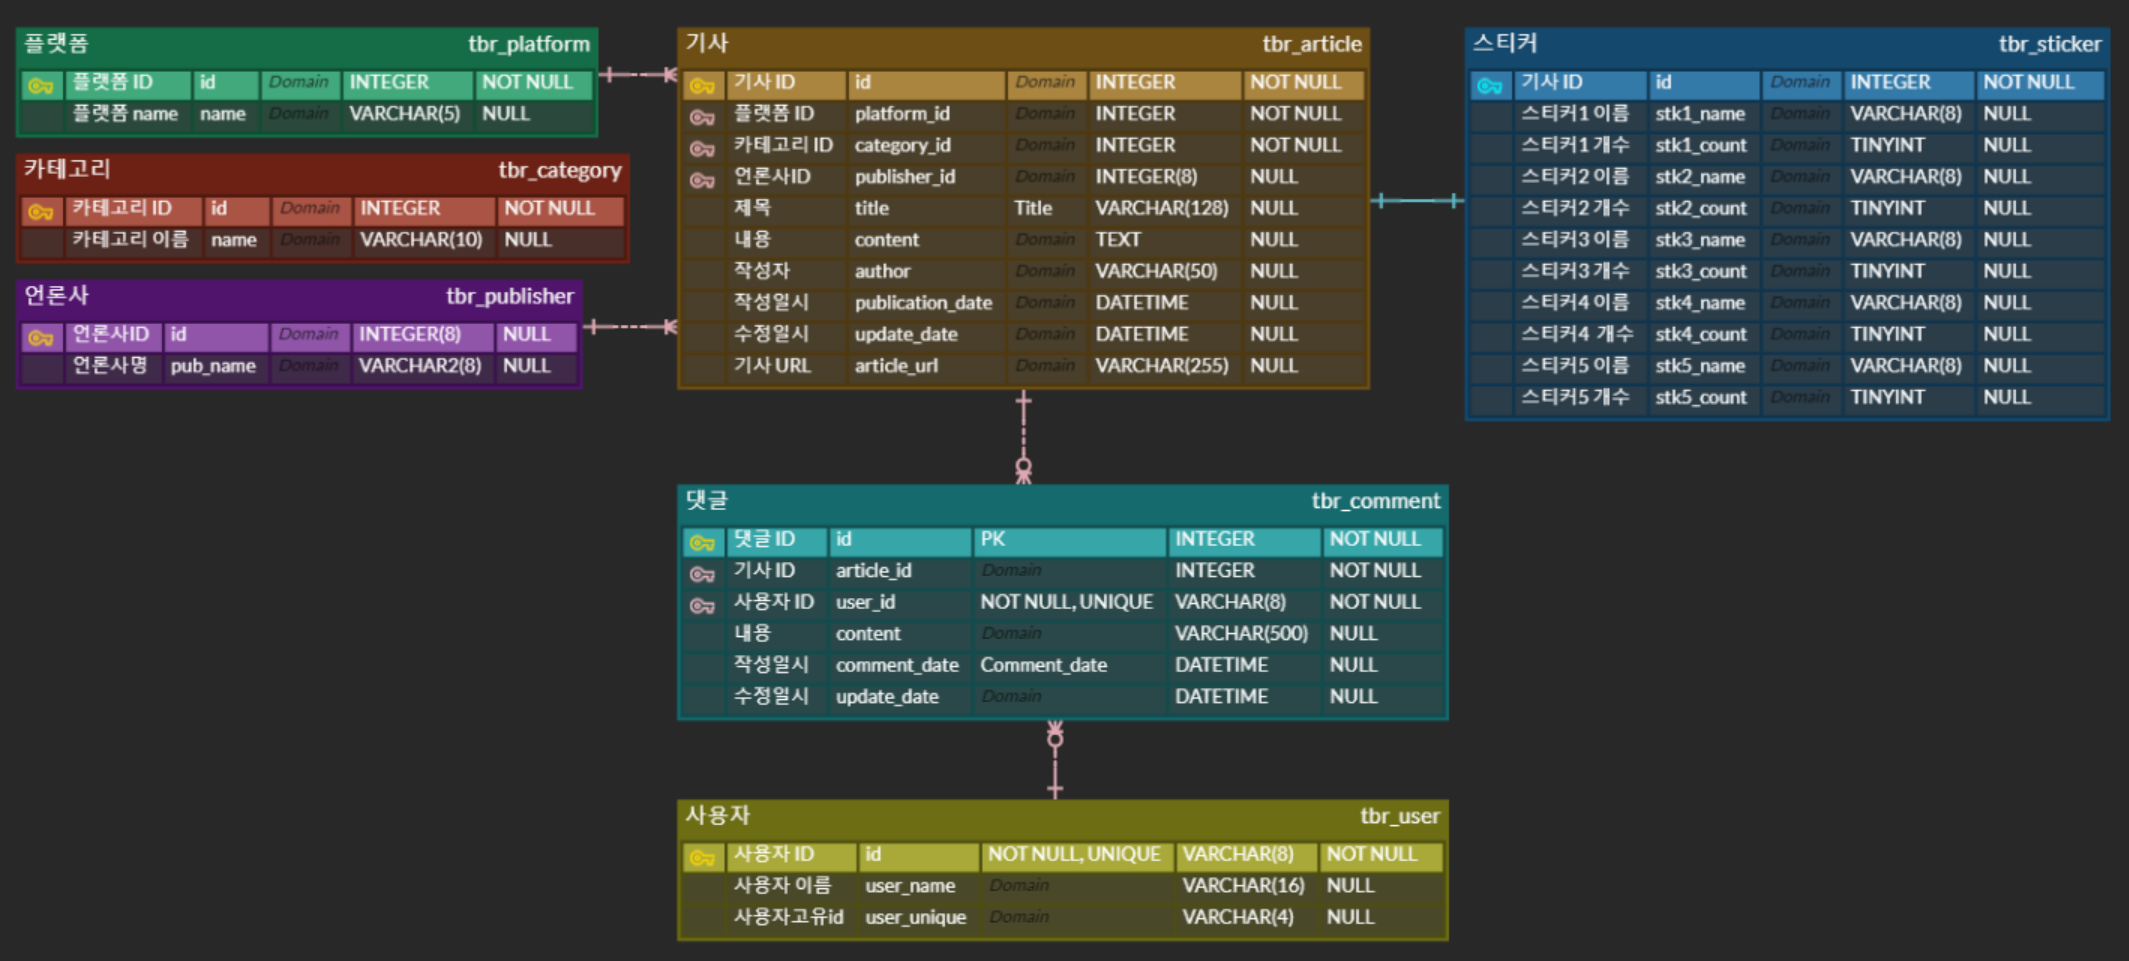 플랫폼 tbr_platform
플랫폼 ID id Domain INTEGER NOT NULL
플랫폼 name name Domain VARCHAR(5) NULL
카테고리 tbr_category
카테고리 ID id Domain INTEGER NOT NULL
카테고리 이름 name Domain VARCHAR(10) NULL
언론사 tbr_publisher
언론사ID id Domain INTEGER(8) NULL
언론사명 pub_name Domain VARCHAR2(8) NULL
기사 tbr_article
기사 ID id Domain INTEGER NOT NULL
플랫폼 ID platform_id Domain INTEGER NOT NULL
카테고리 ID category_id Domain INTEGER NOT NULL
언론사ID publisher_id Domain INTEGER(8) NULL
제목 title Title VARCHAR(128) NULL
내용 content Domain TEXT NULL
작성자 author Domain VARCHAR(50) NULL
작성일시 publication_date Domain DATETIME NULL
수정일시 update_date Domain DATETIME NULL
기사 URL article_url Domain VARCHAR(255) NULL
스티커 tbr_sticker
기사 ID id Domain INTEGER NOT NULL
스티커1 이름 stk1_name Domain VARCHAR(8) NULL
스티커1 개수 stk1_count Domain TINYINT NULL
스티커2 이름 stk2_name Domain VARCHAR(8) NULL
스티커2 개수 stk2_count Domain TINYINT NULL
스티커3 이름 stk3_name Domain VARCHAR(8) NULL
스티커3 개수 stk3_count Domain TINYINT NULL
스티커4 이름 stk4_name Domain VARCHAR(8) NULL
스티커4 개수 stk4_count Domain TINYINT NULL
스티커5 이름 stk5_name Domain VARCHAR(8) NULL
스티커5 개수 stk5_count Domain TINYINT NULL
댓글 tbr_comment
댓글 ID id PK INTEGER NOT NULL
기사 ID article_id Domain INTEGER NOT NULL
사용자 ID user_id NOT NULL, UNIQUE VARCHAR(8) NOT NULL
내용 content Domain VARCHAR(500) NULL
작성일시 comment_date Comment_date DATETIME NULL
수정일시 update_date Domain DATETIME NULL
사용자 tbr_user
사용자 ID id NOT NULL, UNIQUE VARCHAR(8) NOT NULL
사용자 이름 user_name Domain VARCHAR(16) NULL
사용자고유id user_unique Domain VARCHAR(4) NULL